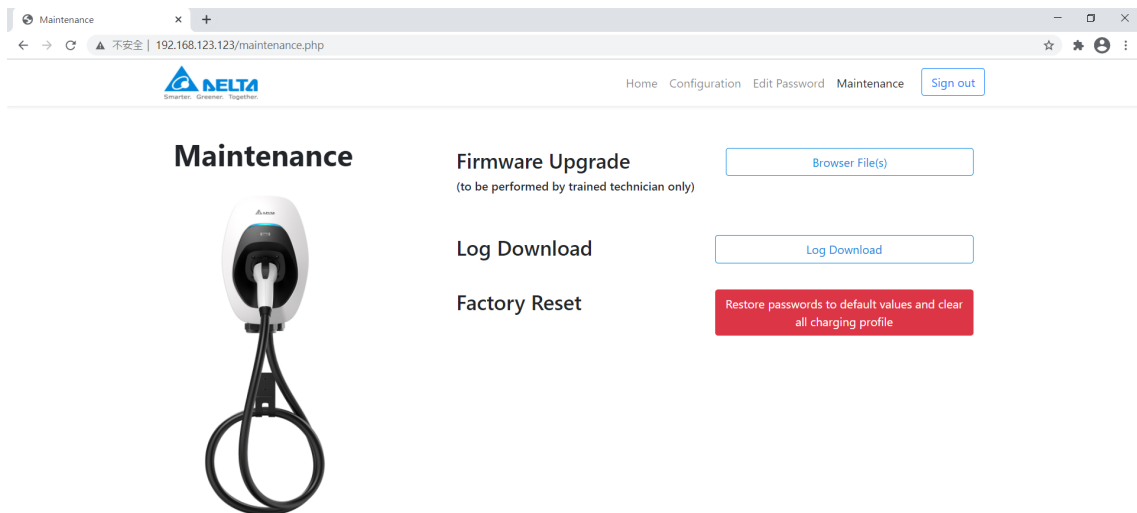 Maintenance
不安全 | 192.168.123.123/maintenance.php
DELTA
Smarter. Greener. Together.
Home Configuration Edit Password Maintenance Sign out
Maintenance
Firmware Upgrade
Browser File(s)
(to be performed by trained technician only)
Log Download
Log Download
Factory Reset
Restore passwords to default values and clear
all charging profile